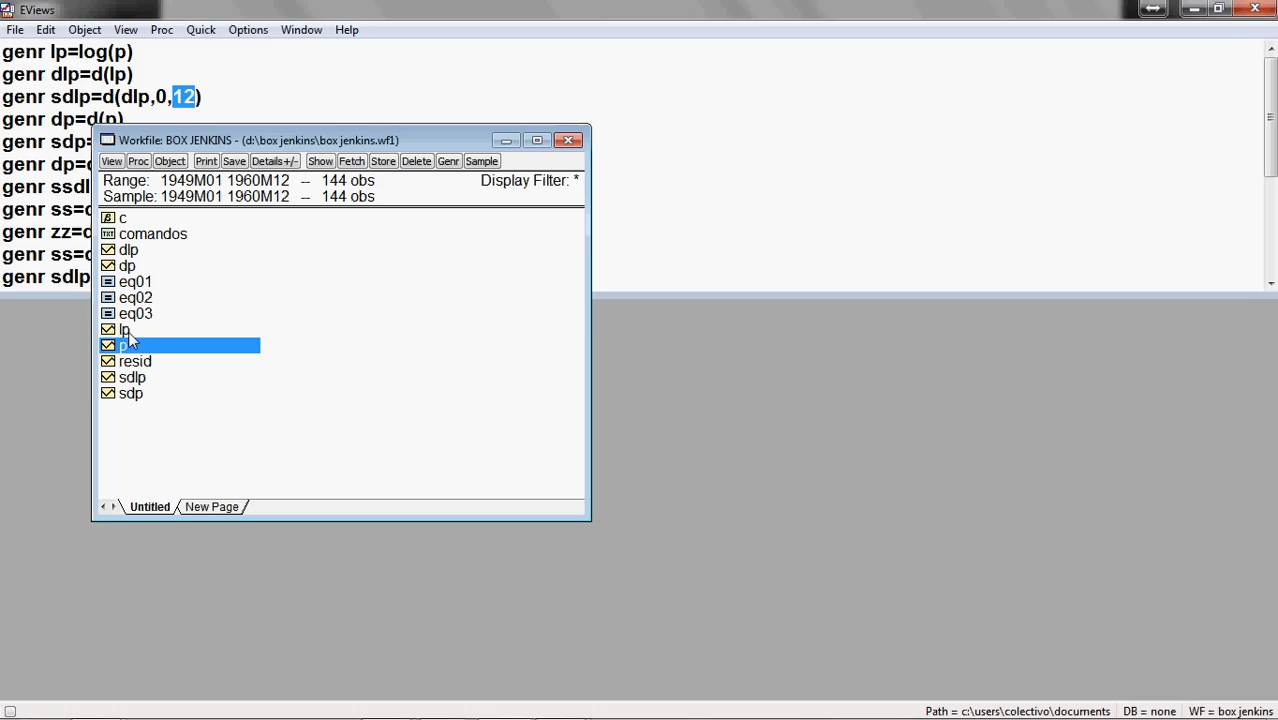 EViews
File Edit Object View Proc Quick Options Window Help
genr lp=log(p)
genr dlp=d(lp)
genr sdlp=d(dlp,0,12)
genr dp=d(p)
genr sdp=
genr dp=d
genr ssdl
genr ss=
genr zz=d
genr ss=
genr sdlp
Workfile: BOX JENKINS - (d:\box jenkins\box jenkins.wf1)
View Proc Object Print Save Details+/- Show Fetch Store Delete Genr Sample
Range: 1949M01 1960M12 -- 144 obs Display Filter: *
Sample: 1949M01 1960M12 -- 144 obs
c
TXT comandos
dlp
dp
eq01
eq02
eq03
lp
p
resid
sdlp
sdp
Untitled New Page
Path = c:\users\colectivo\documents DB = none WF = box jenkins